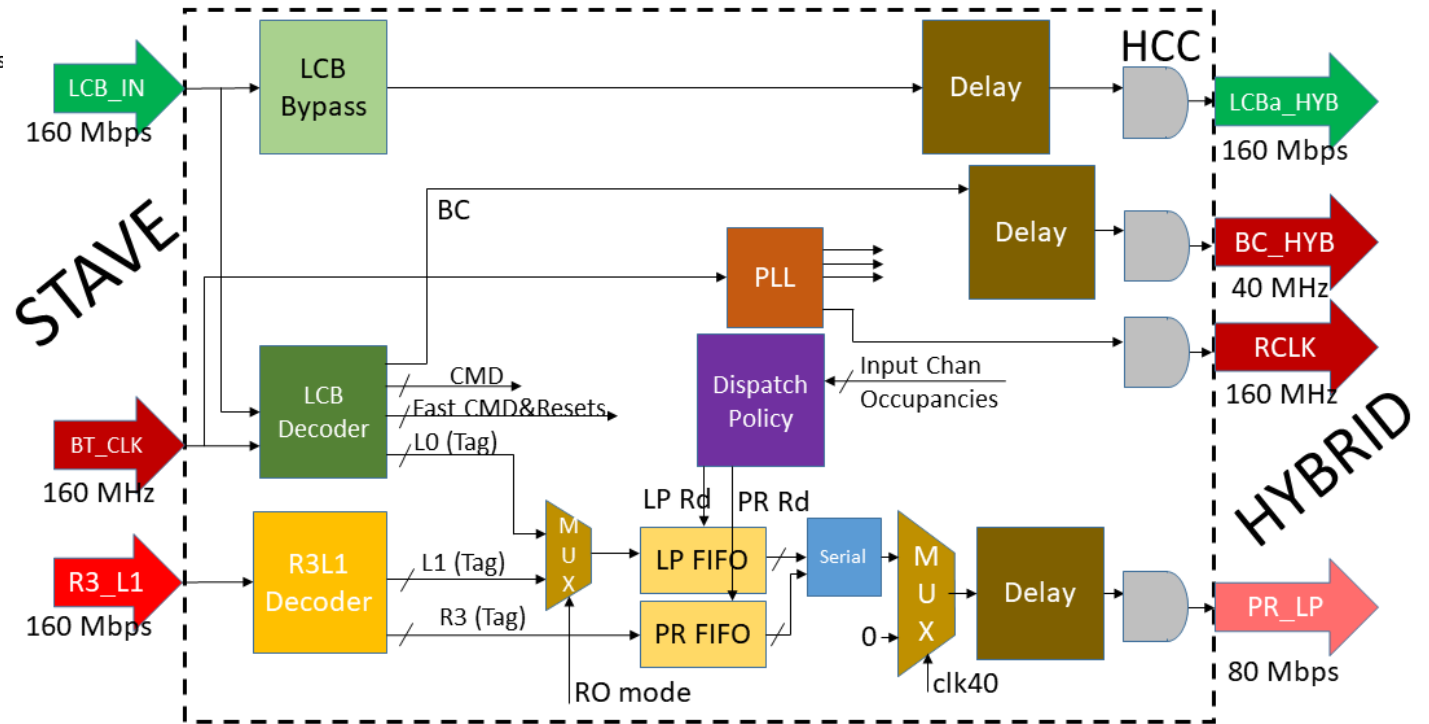 s
HCC
LCB_IN
160 Mbps
LCB
Bypass
Delay
LCBa_HYB
160 Mbps
STAVE
BC
Delay
BC_HYB
40 MHz
PLL
RCLK
160 MHz
LCB
Decoder
CMD
Fast CMD&Resets
L0 (Tag)
Dispatch
Policy
Input Chan
Occupancies
BT_CLK
160 MHz
HYBRID
LP Rd
PR Rd
R3_L1
160 Mbps
R3L1
Decoder
L1 (Tag)
R3 (Tag)
M
U
X
RO mode
LP FIFO
PR FIFO
Serial
M
U
X
0
clk40
Delay
PR_LP
80 Mbps